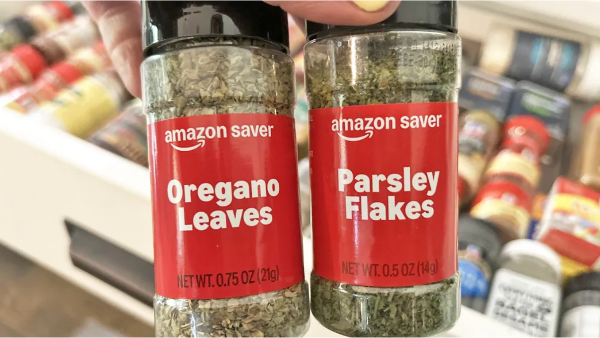 amazon saver
Oregano
Leaves
NET WT. 0.75 OZ (21g)
amazon saver
Parsley
Flakes
NET WT. 0.5 OZ (14g)